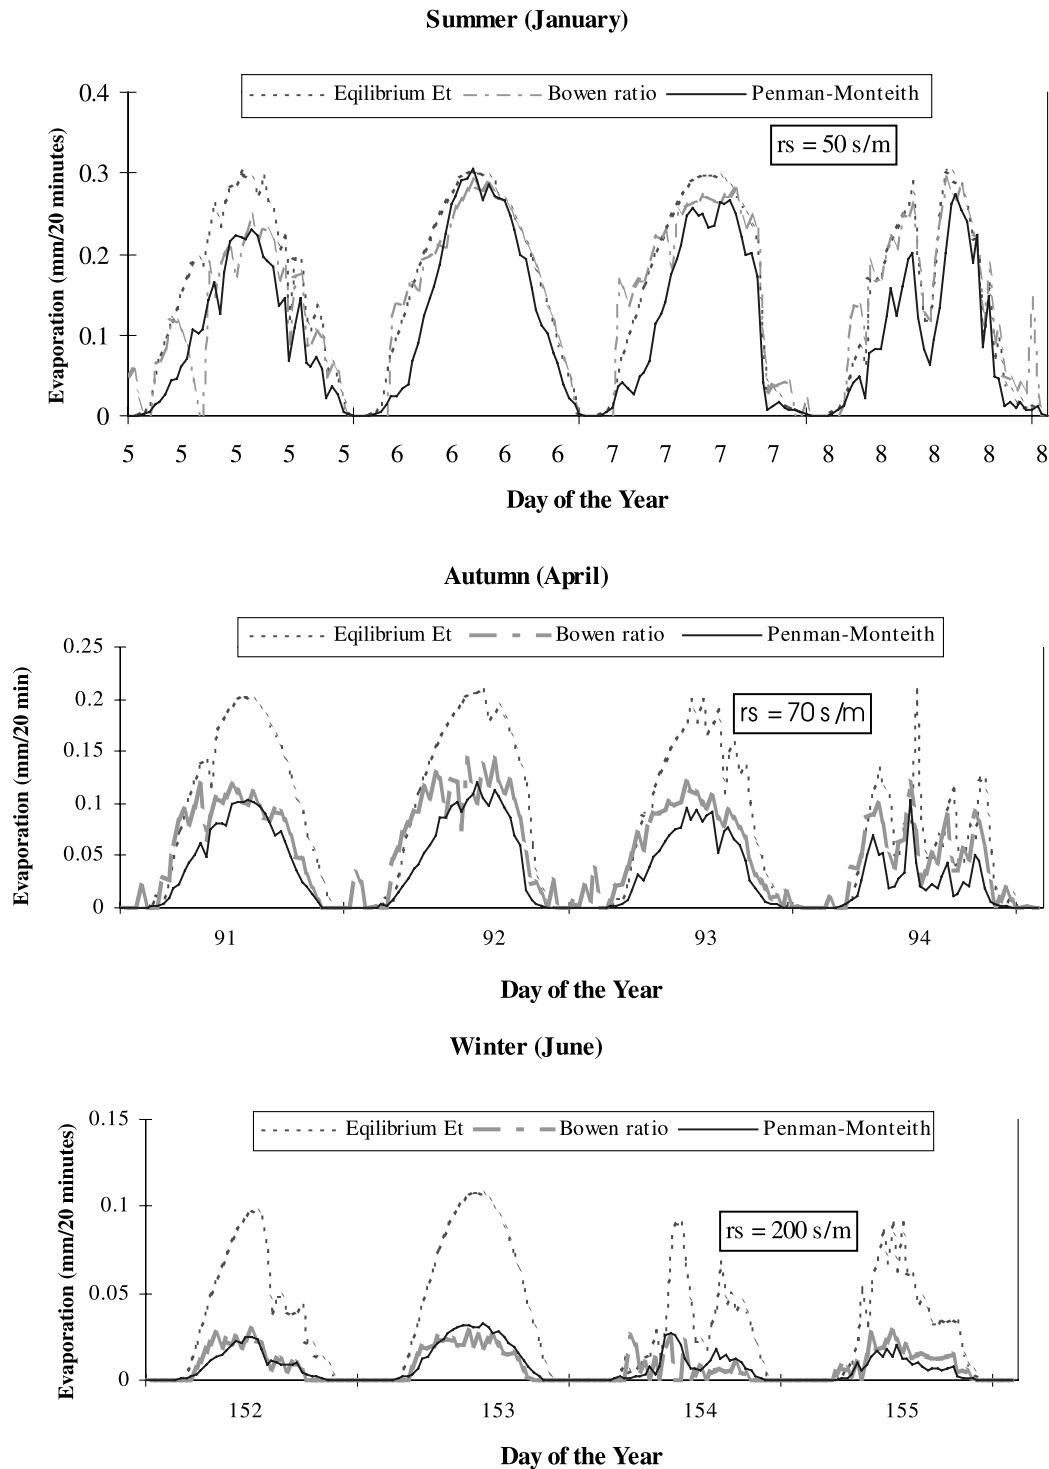 Summer (January)
Eqilibrium Et Bowen ratio Penman-Monteith
rs = 50 s/m
Evaporation (mm/20 minutes)
0.4
0.3
0.2
0.1
0
5 5 5 5 5 6 6 6 6 7 7 7 7 8 8 8 8 8
Day of the Year
Autumn (April)
Eqilibrium Et Bowen ratio Penman-Monteith
rs = 70 s/m
Evaporation (mm/20 min)
0.25
0.2
0.15
0.1
0.05
0
91 92 93 94
Day of the Year
Winter (June)
Eqilibrium Et Bowen ratio Penman-Monteith
rs = 200 s/m
Evaporation (mm/20 minutes)
0.15
0.1
0.05
0
152 153 154 155
Day of the Year